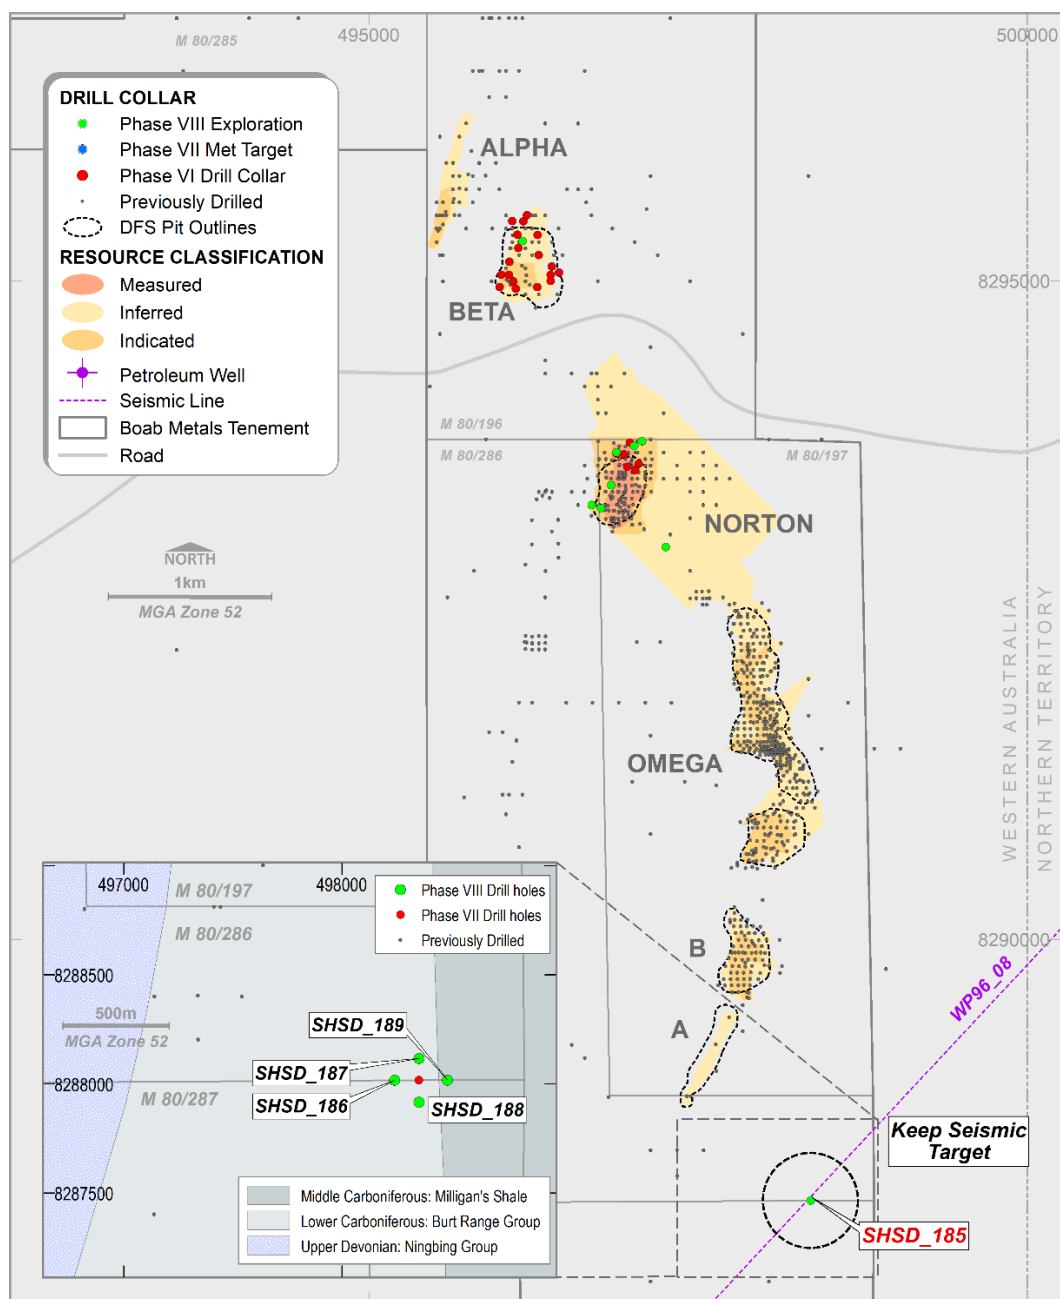 495000
500000
M 80/285
DRILL COLLAR
Phase VIII Exploration
Phase VII Met Target
Phase VI Drill Collar
Previously Drilled
DFS Pit Outlines
RESOURCE CLASSIFICATION
Measured
Inferred
Indicated
Petroleum Well
Seismic Line
Boab Metals Tenement
Road
ALPHA
BETA
8295000
M 80/196
M 80/286
M 80/197
NORTON
NORTH
1km
MGA Zone 52
WESTERN AUSTRALIA
NORTHERN TERRITORY
OMEGA
B
A
8290000
WP96_08
Keep Seismic
Target
SHSD_185
497000
498000
M 80/197
M 80/286
Phase VIII Drill holes
Phase VII Drill holes
Previously Drilled
8288500
500m
MGA Zone 52
SHSD_189
SHSD_187
SHSD_186
SHSD_188
8288000
M 80/287
8287500
Middle Carboniferous: Milligan's Shale
Lower Carboniferous: Burt Range Group
Upper Devonian: Ningbing Group